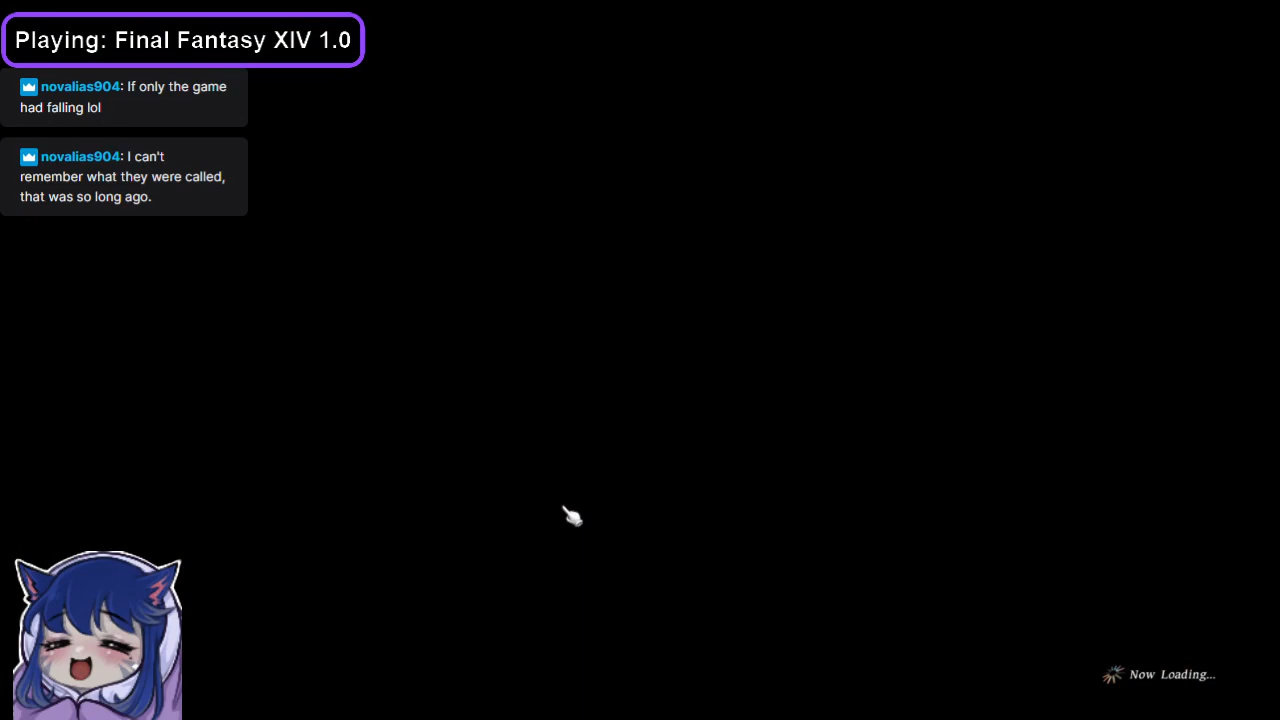 Playing: Final Fantasy XIV 1.0
novalias904: If only the game
had falling lol
novalias904: I can't
remember what they were called,
that was so long ago.
Now Loading...